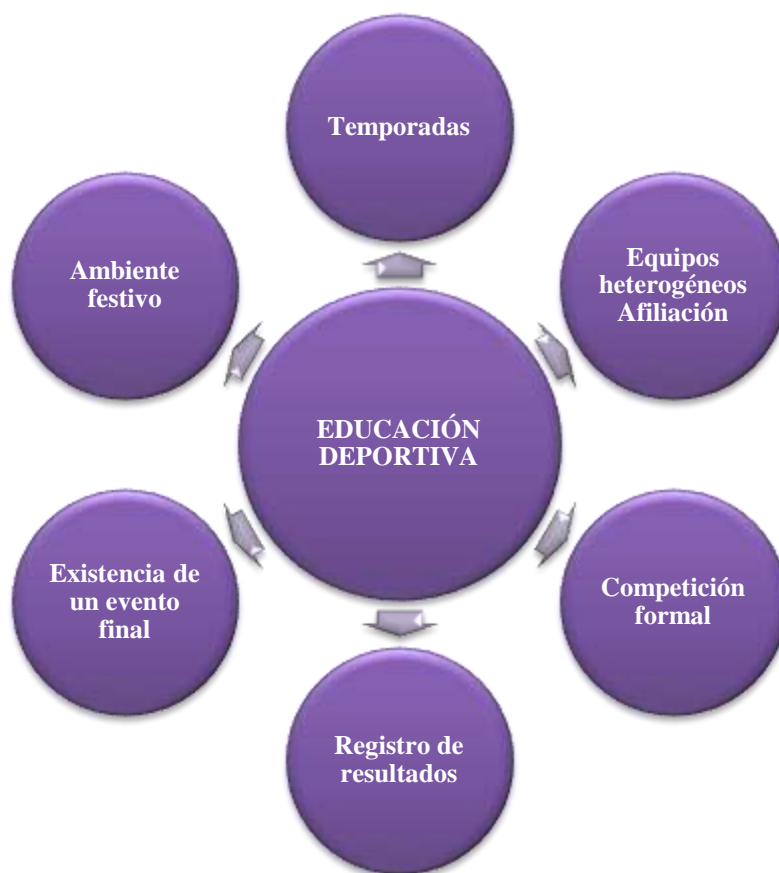 Temporadas
Equipos
heterogéneos
Afiliación
Competición
formal
Registro de
resultados
Existencia de
un evento
final
Ambiente
festivo
EDUCACIÓN
DEPORTIVA